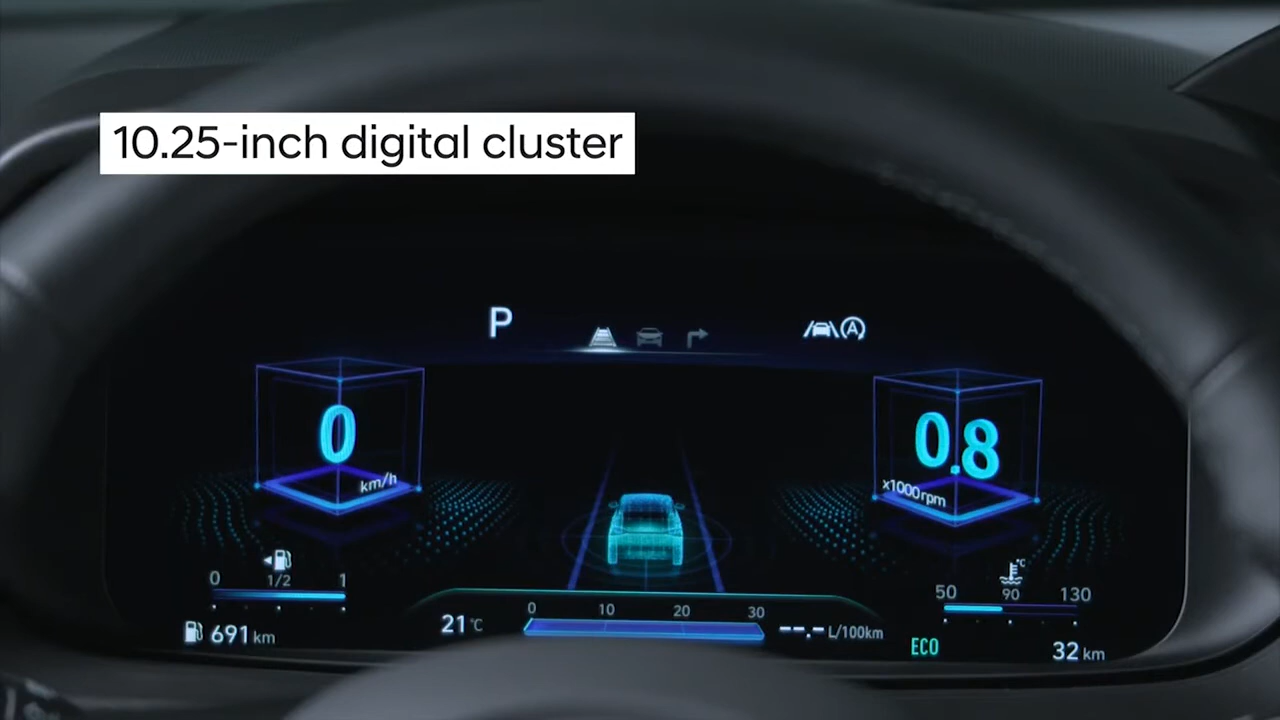 10.25-inch digital cluster
P
A
0
km/h
0.8
x1000rpm
0 1/2 1
691 km
21 °C
0 10 20 30
--.- L/100km
°C
50 90 130
ECO
32 km